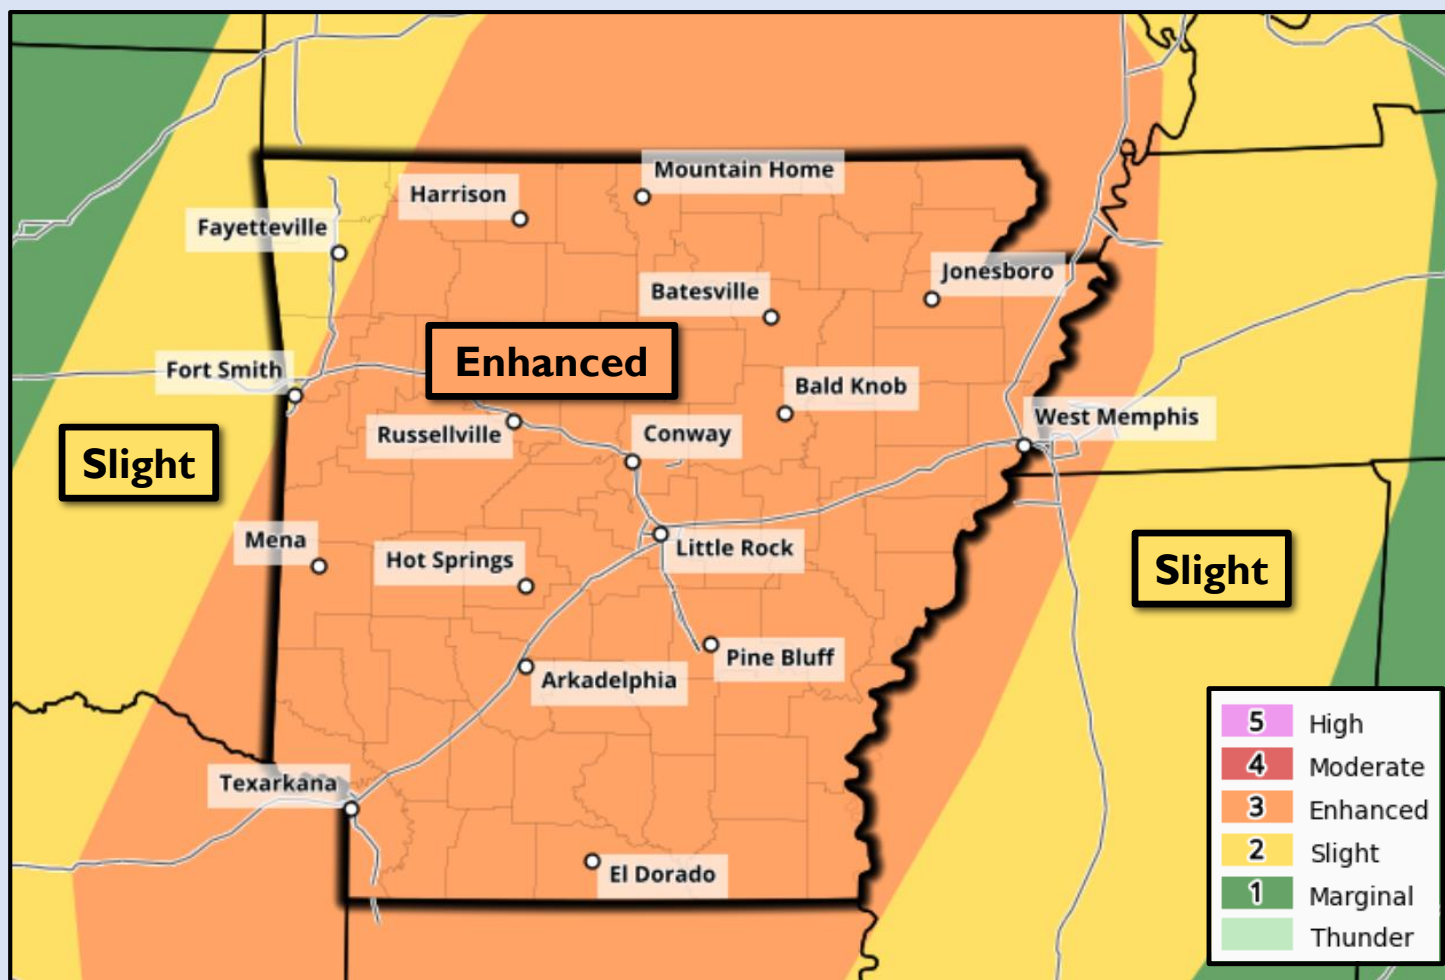 Mountain Home
Harrison
Fayetteville
Jonesboro
Batesville
Enhanced
Fort Smith
Bald Knob
West Memphis
Russellville
Conway
Slight
Mena
Little Rock
Hot Springs
Slight
Pine Bluff
Arkadelphia
Texarkana
El Dorado
5 High
4 Moderate
3 Enhanced
2 Slight
1 Marginal
Thunder